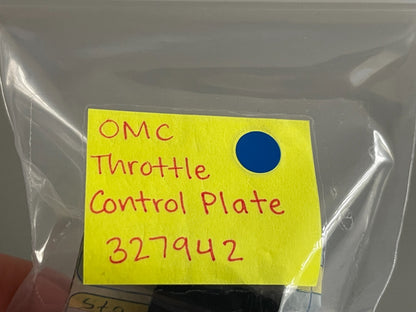 OMC
Throttle
Control Plate
327942